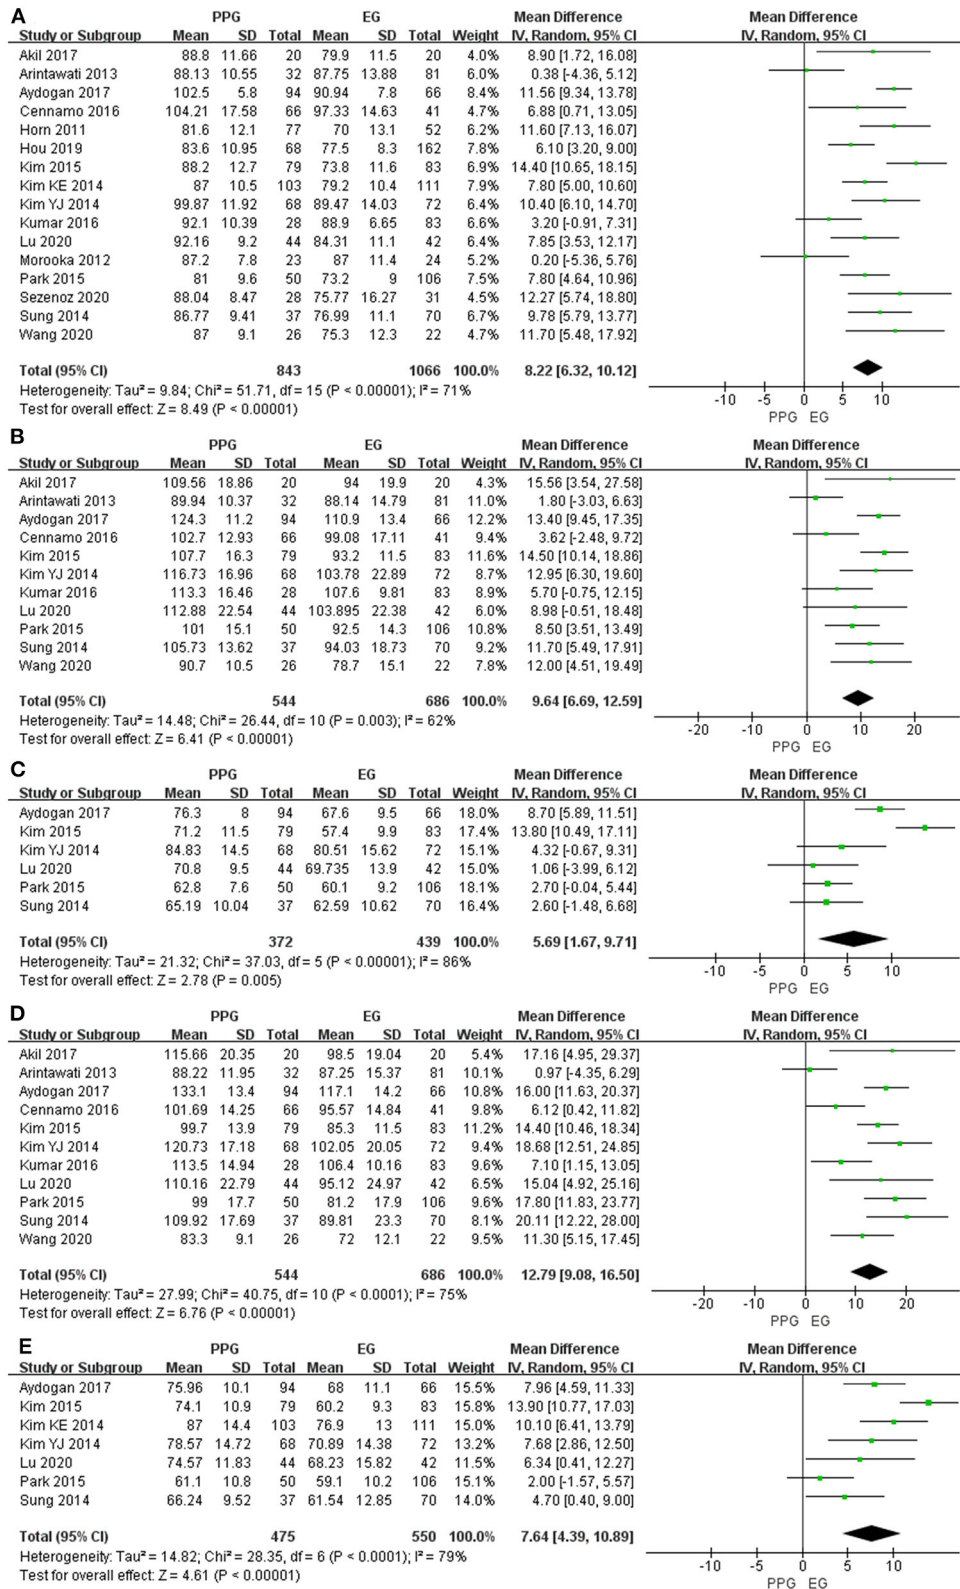 A PPG EG Mean Difference Mean Difference
Study or Subgroup Mean SD Total Mean SD Total Weight IV, Random, 95% CI IV, Random, 95% CI
Akil 2017 88.8 11.66 20 79.9 11.5 20 4.0% 8.90 [1.72, 16.08]
Arintawati 2013 88.13 10.55 32 87.75 13.88 81 6.0% 0.38 [-4.36, 5.12]
Aydogan 2017 102.5 5.8 94 90.94 7.8 66 8.4% 11.56 [9.34, 13.78]
Cennamo 2016 104.21 17.58 66 97.33 14.63 41 4.7% 6.88 [0.71, 13.05]
Horn 2011 81.6 12.1 77 70 13.1 52 6.2% 11.60 [7.13, 16.07]
Hou 2019 83.6 10.95 68 77.5 8.3 162 7.8% 6.10 [3.20, 9.00]
Kim 2015 88.2 12.7 79 73.8 11.6 83 6.9% 14.40 [10.65, 18.15]
Kim KE 2014 87 10.5 103 79.2 10.4 111 7.9% 7.80 [5.00, 10.60]
Kim YJ 2014 99.87 11.92 68 89.47 14.03 72 6.4% 10.40 [6.10, 14.70]
Kumar 2016 92.1 10.39 28 88.9 6.65 83 6.6% 3.20 [-0.91, 7.31]
Lu 2020 92.16 9.2 44 84.31 11.1 42 6.4% 7.85 [3.53, 12.17]
Morooka 2012 87.2 7.8 23 87 11.4 24 5.2% 0.20 [-5.36, 5.76]
Park 2015 81 9.6 50 73.2 9 106 7.5% 7.80 [4.64, 10.96]
Sezenoz 2020 88.04 8.47 28 75.77 16.27 31 4.5% 12.27 [5.74, 18.80]
Sung 2014 86.77 9.41 37 76.99 11.1 70 6.7% 9.78 [5.79, 13.77]
Wang 2020 87 9.1 26 75.3 12.3 22 4.7% 11.70 [5.48, 17.92]
Total (95% CI) 843 1066 100.0% 8.22 [6.32, 10.12]
Heterogeneity: Tau² = 9.84; Chi² = 51.71, df = 15 (P < 0.00001); I² = 71%
Test for overall effect: Z = 8.49 (P < 0.00001)
-10 -5 0 5 10
PPG EG
B PPG EG Mean Difference Mean Difference
Study or Subgroup Mean SD Total Mean SD Total Weight IV, Random, 95% CI IV, Random, 95% CI
Akil 2017 109.56 18.86 20 94 19.9 20 4.3% 15.56 [3.54, 27.58]
Arintawati 2013 89.94 10.37 32 88.14 14.79 81 11.0% 1.80 [-3.03, 6.63]
Aydogan 2017 124.3 11.2 94 110.9 13.4 66 12.2% 13.40 [9.45, 17.35]
Cennamo 2016 102.7 12.93 66 99.08 17.11 41 9.4% 3.62 [-2.48, 9.72]
Kim 2015 107.7 16.3 79 93.2 11.5 83 11.6% 14.50 [10.14, 18.86]
Kim YJ 2014 116.73 16.96 68 103.78 22.89 72 8.7% 12.95 [6.30, 19.60]
Kumar 2016 113.3 16.46 28 107.6 9.81 83 8.9% 5.70 [-0.75, 12.15]
Lu 2020 112.88 22.54 44 103.895 22.38 42 6.0% 8.98 [-0.51, 18.48]
Park 2015 101 15.1 50 92.5 14.3 106 10.8% 8.50 [3.51, 13.49]
Sung 2014 105.73 13.62 37 94.03 18.73 70 9.2% 11.70 [5.49, 17.91]
Wang 2020 90.7 10.5 26 78.7 15.1 22 7.8% 12.00 [4.51, 19.49]
Total (95% CI) 544 686 100.0% 9.64 [6.69, 12.59]
Heterogeneity: Tau² = 14.48; Chi² = 26.44, df = 10 (P = 0.003); I² = 62%
Test for overall effect: Z = 6.41 (P < 0.00001)
-20 -10 0 10 20
PPG EG
C PPG EG Mean Difference Mean Difference
Study or Subgroup Mean SD Total Mean SD Total Weight IV, Random, 95% CI IV, Random, 95% CI
Aydogan 2017 76.3 8 94 67.6 9.5 66 18.0% 8.70 [5.89, 11.51]
Kim 2015 71.2 11.5 79 57.4 9.9 83 17.4% 13.80 [10.49, 17.11]
Kim YJ 2014 84.83 14.5 68 80.51 15.62 72 15.1% 4.32 [-0.67, 9.31]
Lu 2020 70.8 9.5 44 69.735 13.9 42 15.0% 1.06 [-3.99, 6.12]
Park 2015 62.8 7.6 50 60.1 9.2 106 18.1% 2.70 [-0.04, 5.44]
Sung 2014 65.19 10.04 37 62.59 10.62 70 16.4% 2.60 [-1.48, 6.68]
Total (95% CI) 372 439 100.0% 5.69 [1.67, 9.71]
Heterogeneity: Tau² = 21.32; Chi² = 37.03, df = 5 (P < 0.00001); I² = 86%
Test for overall effect: Z = 2.78 (P = 0.005)
-10 -5 0 5 10
PPG EG
D PPG EG Mean Difference Mean Difference
Study or Subgroup Mean SD Total Mean SD Total Weight IV, Random, 95% CI IV, Random, 95% CI
Akil 2017 115.66 20.35 20 98.5 19.04 20 5.4% 17.16 [4.95, 29.37]
Arintawati 2013 88.22 11.95 32 87.25 15.37 81 10.1% 0.97 [-4.35, 6.29]
Aydogan 2017 133.1 13.4 94 117.1 14.2 66 10.8% 16.00 [11.63, 20.37]
Cennamo 2016 101.69 14.25 66 95.57 14.84 41 9.8% 6.12 [0.42, 11.82]
Kim 2015 99.7 13.9 79 85.3 11.5 83 11.2% 14.40 [10.46, 18.34]
Kim YJ 2014 120.73 17.18 68 102.05 20.05 72 9.4% 18.68 [12.51, 24.85]
Kumar 2016 113.5 14.94 28 106.4 10.16 83 9.6% 7.10 [1.15, 13.05]
Lu 2020 110.16 22.79 44 95.12 24.97 42 6.6% 15.04 [4.92, 25.16]
Park 2015 99 17.7 50 81.2 17.9 106 9.6% 17.80 [11.83, 23.77]
Sung 2014 109.92 17.69 37 89.81 23.3 70 8.1% 20.11 [12.22, 28.00]
Wang 2020 83.3 9.1 26 72 12.1 22 9.5% 11.30 [5.15, 17.45]
Total (95% CI) 544 686 100.0% 12.79 [9.08, 16.50]
Heterogeneity: Tau² = 27.99; Chi² = 40.75, df = 10 (P < 0.0001); I² = 75%
Test for overall effect: Z = 6.76 (P < 0.00001)
-20 -10 0 10 20
PPG EG
E PPG EG Mean Difference Mean Difference
Study or Subgroup Mean SD Total Mean SD Total Weight IV, Random, 95% CI IV, Random, 95% CI
Aydogan 2017 75.96 10.1 94 68 11.1 66 15.5% 7.96 [4.59, 11.33]
Kim 2015 74.1 10.9 79 60.2 9.3 83 15.8% 13.90 [10.77, 17.03]
Kim KE 2014 87 14.4 103 76.9 13 111 15.0% 10.10 [6.41, 13.79]
Kim YJ 2014 78.57 14.72 68 70.89 14.38 72 13.2% 7.68 [2.86, 12.50]
Lu 2020 74.57 11.83 44 68.23 15.82 42 11.5% 6.34 [0.41, 12.27]
Park 2015 61.1 10.8 50 59.1 10.2 106 15.1% 2.00 [-1.57, 5.57]
Sung 2014 66.24 9.52 37 61.54 12.85 70 14.0% 4.70 [0.40, 9.00]
Total (95% CI) 475 550 100.0% 7.64 [4.39, 10.89]
Heterogeneity: Tau² = 14.82; Chi² = 28.35, df = 6 (P < 0.0001); I² = 79%
Test for overall effect: Z = 4.61 (P < 0.00001)
-10 -5 0 5 10
PPG EG